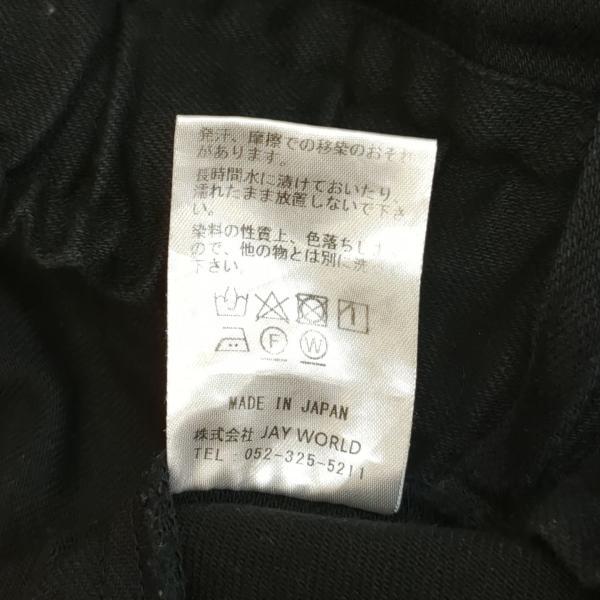 発汗、摩擦での移染のおそれ
があります。
長時間水に漬けておいたり、
濡れたまま放置しないで下さ
い。
染料の性質上、色落ちしま
ので、他の物とは別に洗
下さい。
F
W
MADE IN JAPAN
株式会社 JAY WORLD
TEL : 052-325-5211